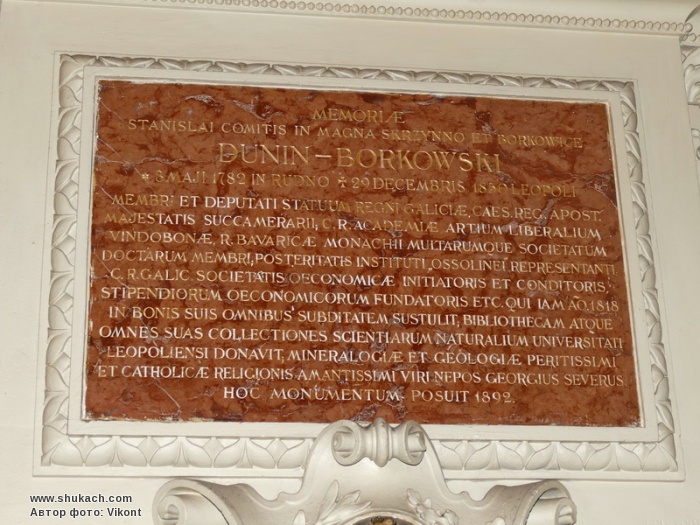 MEMORIÆ
STANISLAI COMITIS IN MAGNA SKRZYNNO ET BORKOWICE
DUNIN-BORKOWSKI
* 3. MAJI. 1782 IN RUDNO ‡ 29 DECEMBRIS 1850 LEOPOLI
MEMBRI ET DEPUTATI STATUUM REGNI GALICIÆ, CAES. REG. APOST.
MAJESTATIS SUCCAMERARII, C. R. ACADEMIÆ ARTIUM LIBERALIUM
VINDOBONÆ, R. BAVARICÆ MONACHII MULTARUMQUE SOCIETATUM
DOCTARUM MEMBRI, POSTERITATIS INSTITUTI OSSOLINEI REPRESENTANTI
C. R. GALIC. SOCIETATIS OECONOMICÆ INITIATORIS ET CONDITORIS,
STIPENDIORUM OECONOMICORUM FUNDATORIS ETC. QUI IAM AO. 1818
IN BONIS SUIS OMNIBUS SUBDITATEM SUSTULIT, BIBLIOTHECAM ATQUE
OMNES SUAS COLLECTIONES SCIENTIARUM NATURALIUM UNIVERSITATI
LEOPOLIENSI DONAVIT, MINERALOGIÆ ET GEOLOGIÆ PERITISSIMI
ET CATHOLICÆ RELIGIONIS AMANTISSIMI VIRI NEPOS GEORGIUS SEVERUS
HOC MONUMENTUM POSUIT 1892.
www.shukach.com
Автор фото: Vikont